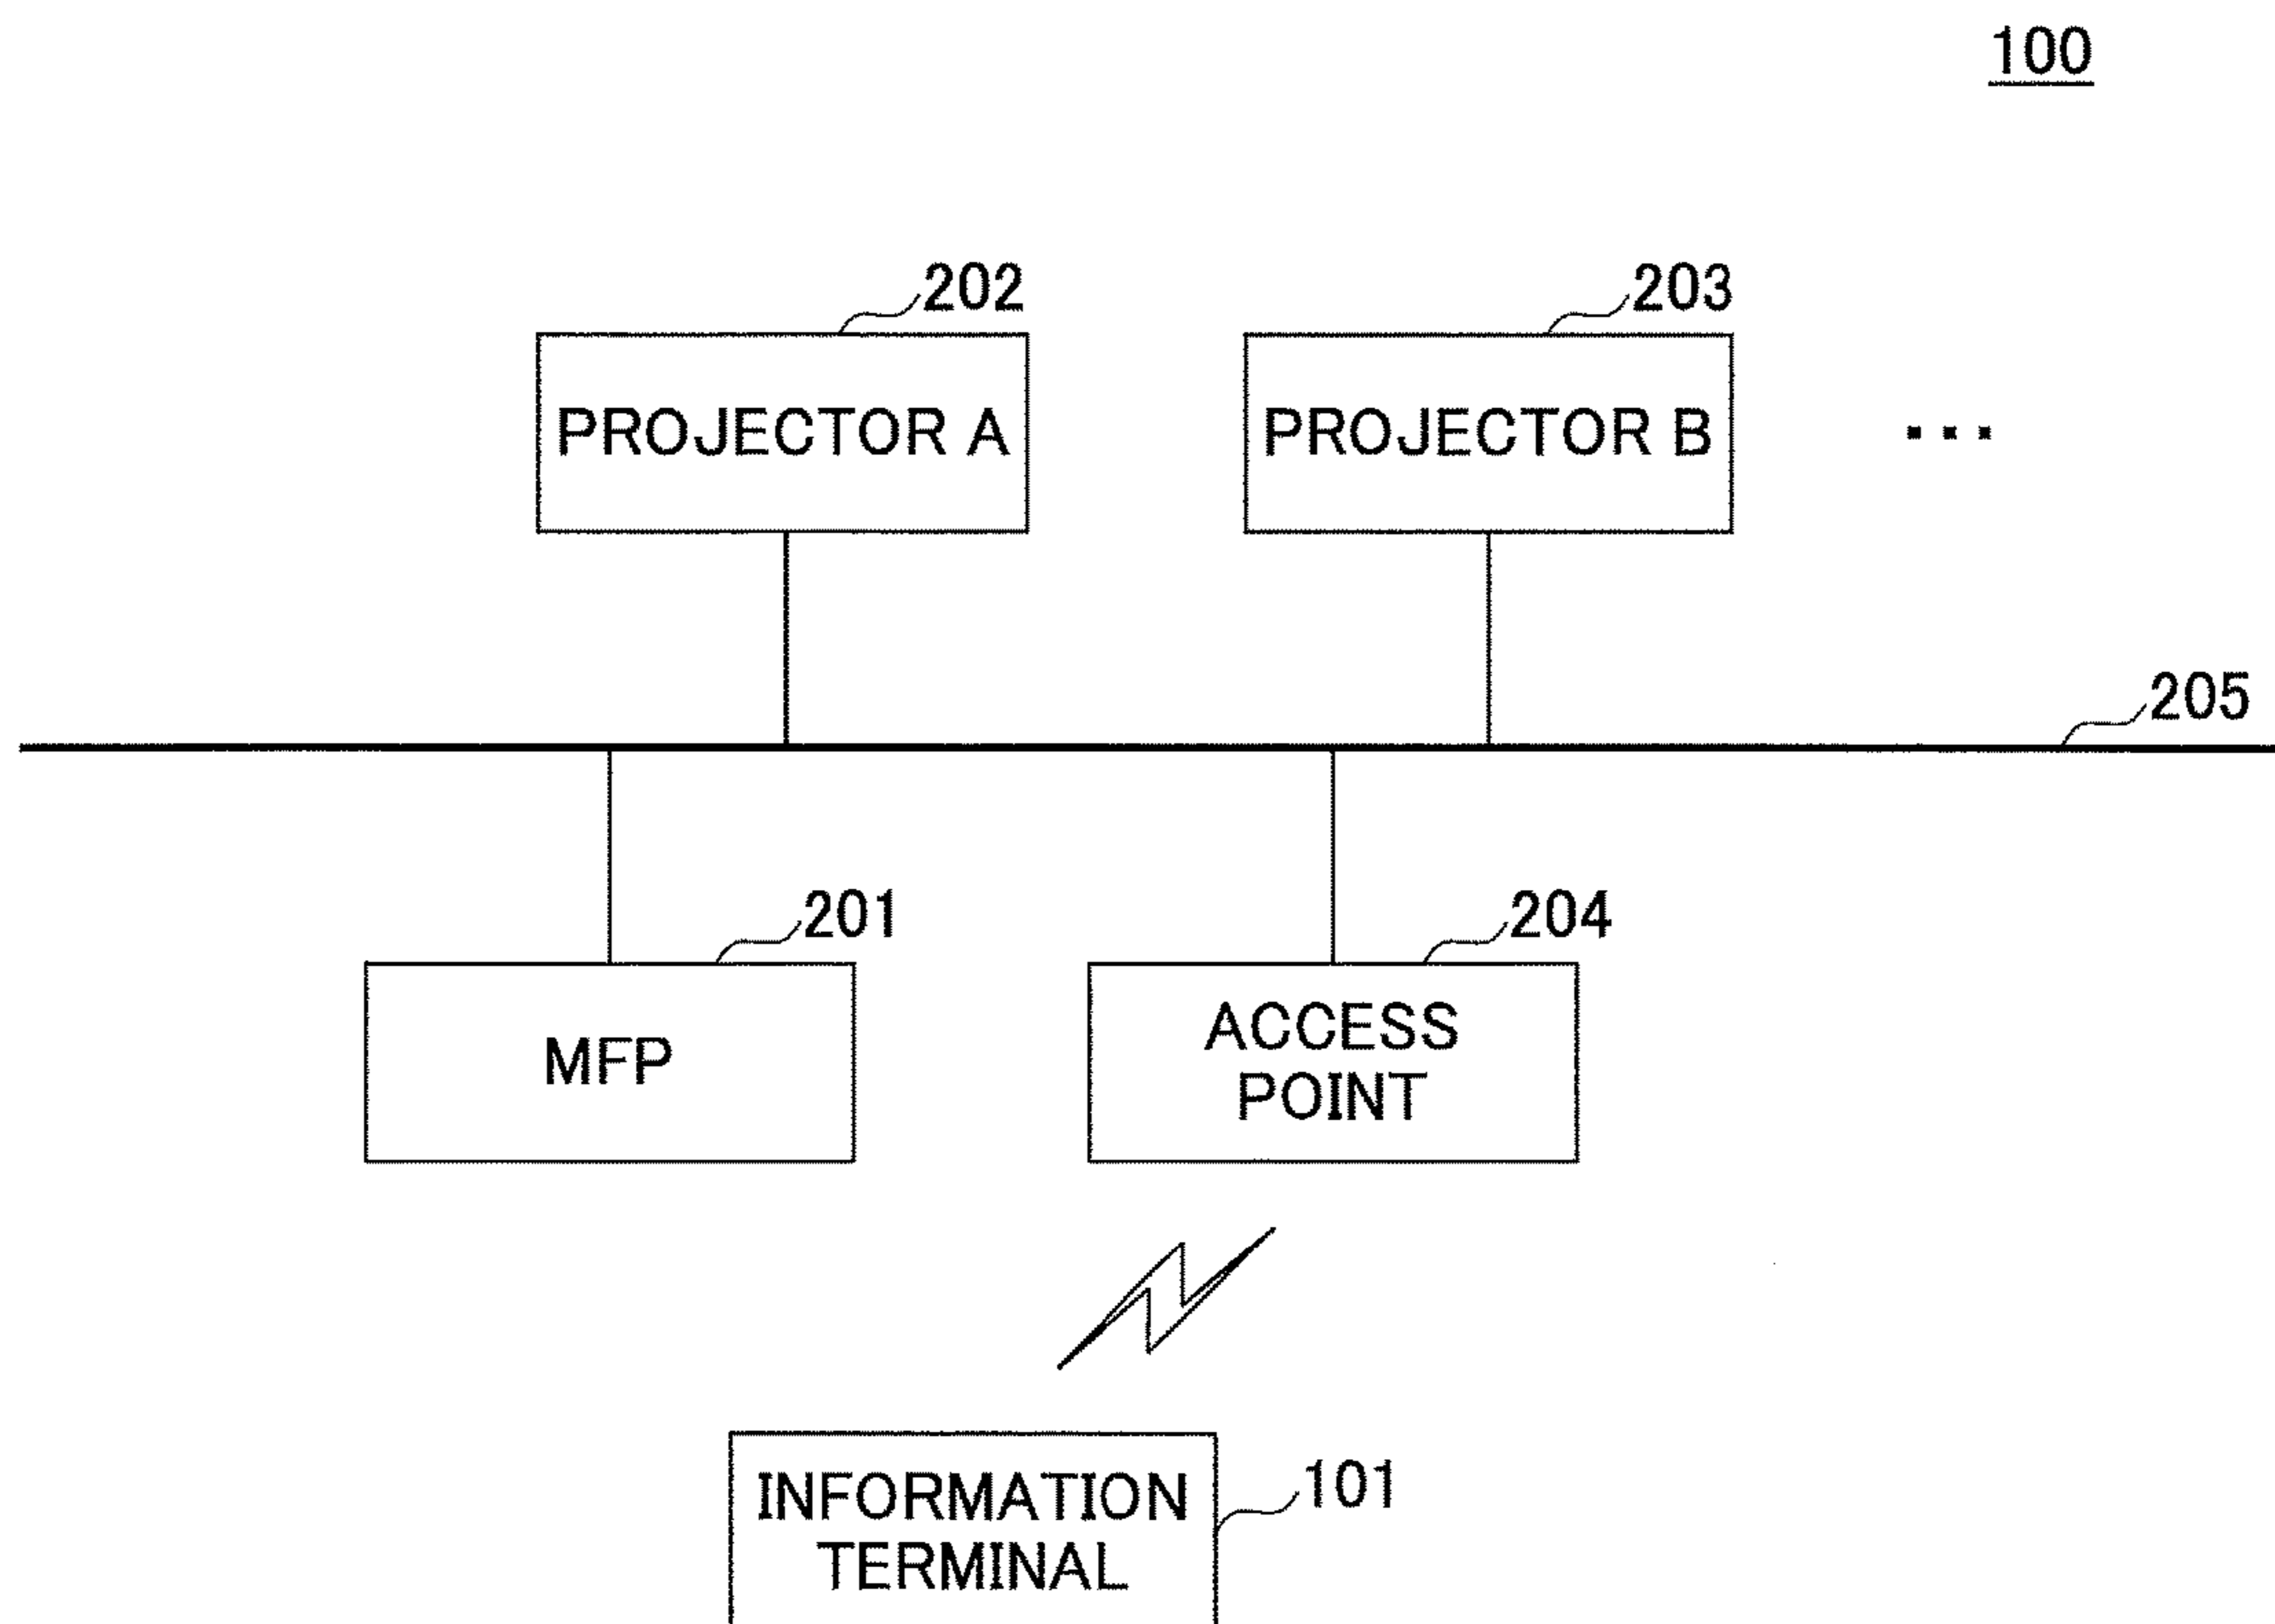 100
202
203
PROJECTOR A
PROJECTOR B
...
205
201
204
MFP
ACCESS
POINT
INFORMATION
TERMINAL
101